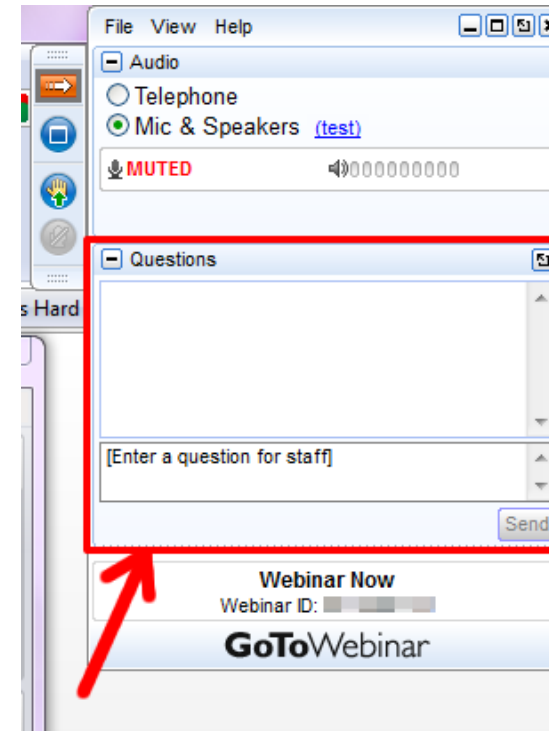 File View Help
Audio
Telephone
Mic & Speakers (test)
MUTED
Questions
s Hard
[Enter a question for staff]
Send
Webinar Now
Webinar ID:
GoToWebinar